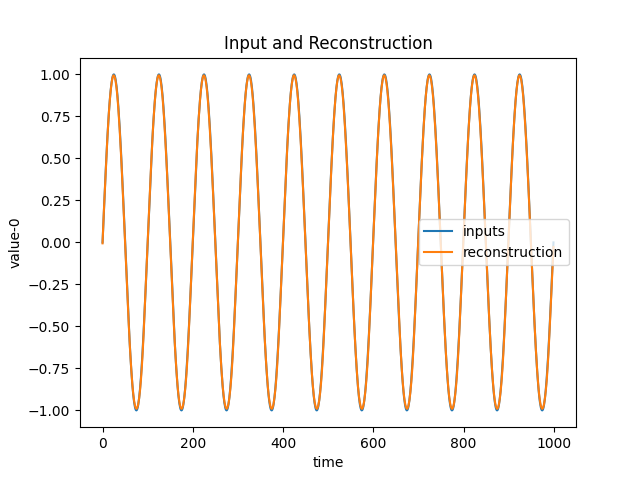 Input and Reconstruction
1.00
0.75
0.50
0.25
0.00
−0.25
−0.50
−0.75
−1.00
value-0
inputs
reconstruction
0 200 400 600 800 1000
time